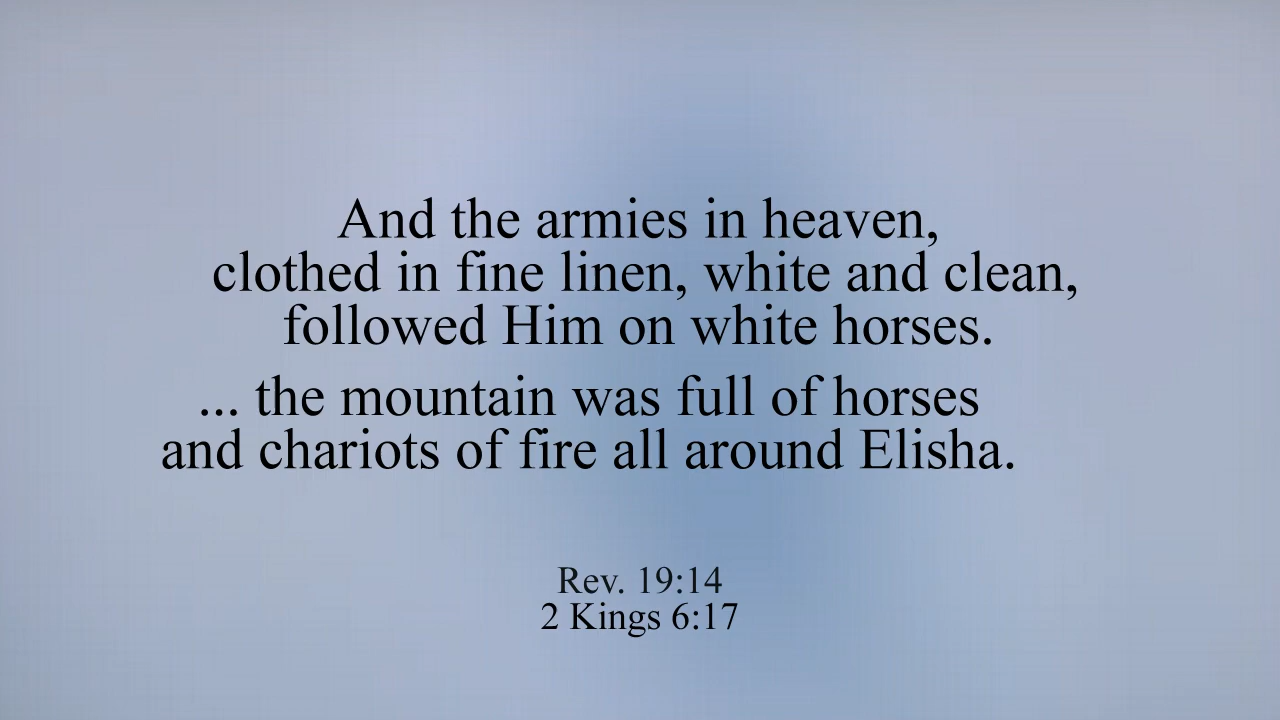 And the armies in heaven,
clothed in fine linen, white and clean,
followed Him on white horses.
... the mountain was full of horses
and chariots of fire all around Elisha.
Rev. 19:14
2 Kings 6:17